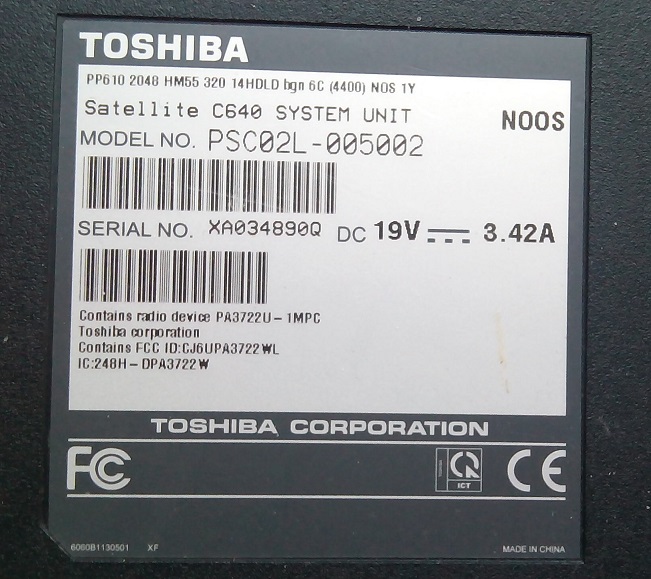 TOSHIBA
PP610 2048 HM55 320 14HDLD bgn 6C (4400) NOS 1Y
Satellite C640 SYSTEM UNIT NOOS
MODEL NO. PSC02L-005002
SERIAL NO. XA034890Q DC 19V 3.42A
Contains radio device PA3722U-1MPC
Toshiba corporation
Contains FCC ID:CJ6UPA3722WL
IC:248H-DPA3722W
TOSHIBA CORPORATION
FC ICT CE
6060B1130501 XF MADE IN CHINA